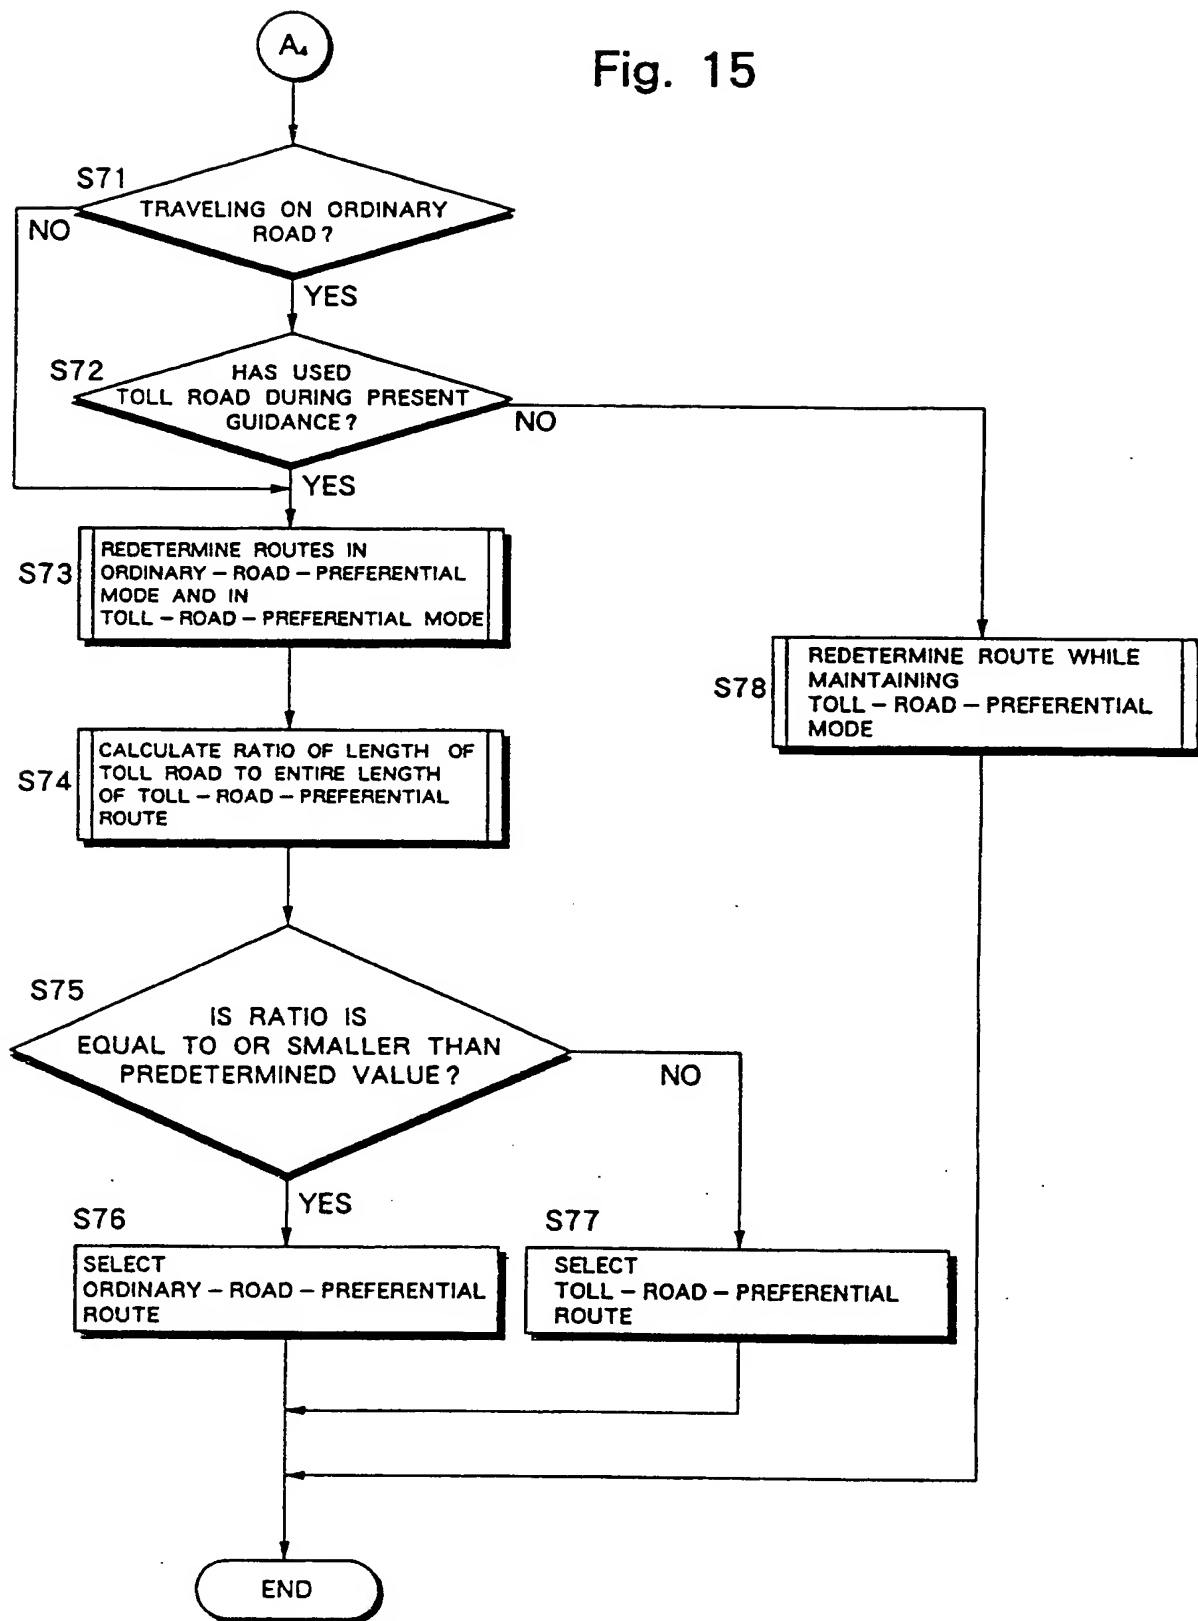 A₄
Fig. 15
S71
TRAVELING ON ORDINARY
ROAD?
NO
YES
S72
HAS USED
TOLL ROAD DURING PRESENT
GUIDANCE?
NO
YES
S73
REDETERMINE ROUTES IN
ORDINARY-ROAD-PREFERENTIAL
MODE AND IN
TOLL-ROAD-PREFERENTIAL MODE
S78
REDETERMINE ROUTE WHILE
MAINTAINING
TOLL-ROAD-PREFERENTIAL
MODE
S74
CALCULATE RATIO OF LENGTH OF
TOLL ROAD TO ENTIRE LENGTH
OF TOLL-ROAD-PREFERENTIAL
ROUTE
S75
IS RATIO IS
EQUAL TO OR SMALLER THAN
PREDETERMINED VALUE?
NO
YES
S76
SELECT
ORDINARY-ROAD-PREFERENTIAL
ROUTE
S77
SELECT
TOLL-ROAD-PREFERENTIAL
ROUTE
END